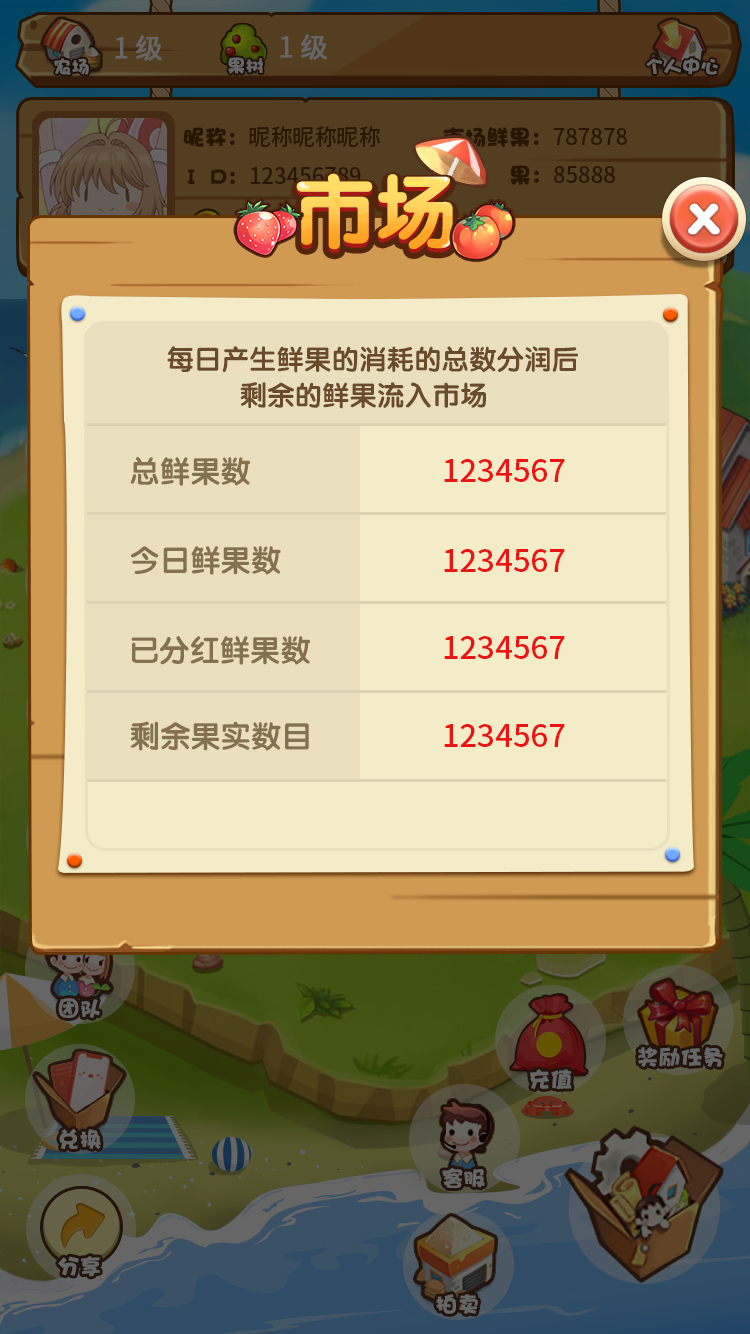 农场 1级 果树 1级 个人中心
昵称: 昵称昵称昵称 市场鲜果: 787878
ID: 123456789 果: 85888
市场
每日产生鲜果的消耗的总数分润后
剩余的鲜果流入市场
总鲜果数 1234567
今日鲜果数 1234567
已分红鲜果数 1234567
剩余果实数目 1234567
团队
充值 奖励任务
兑换
客服
分享
拍卖